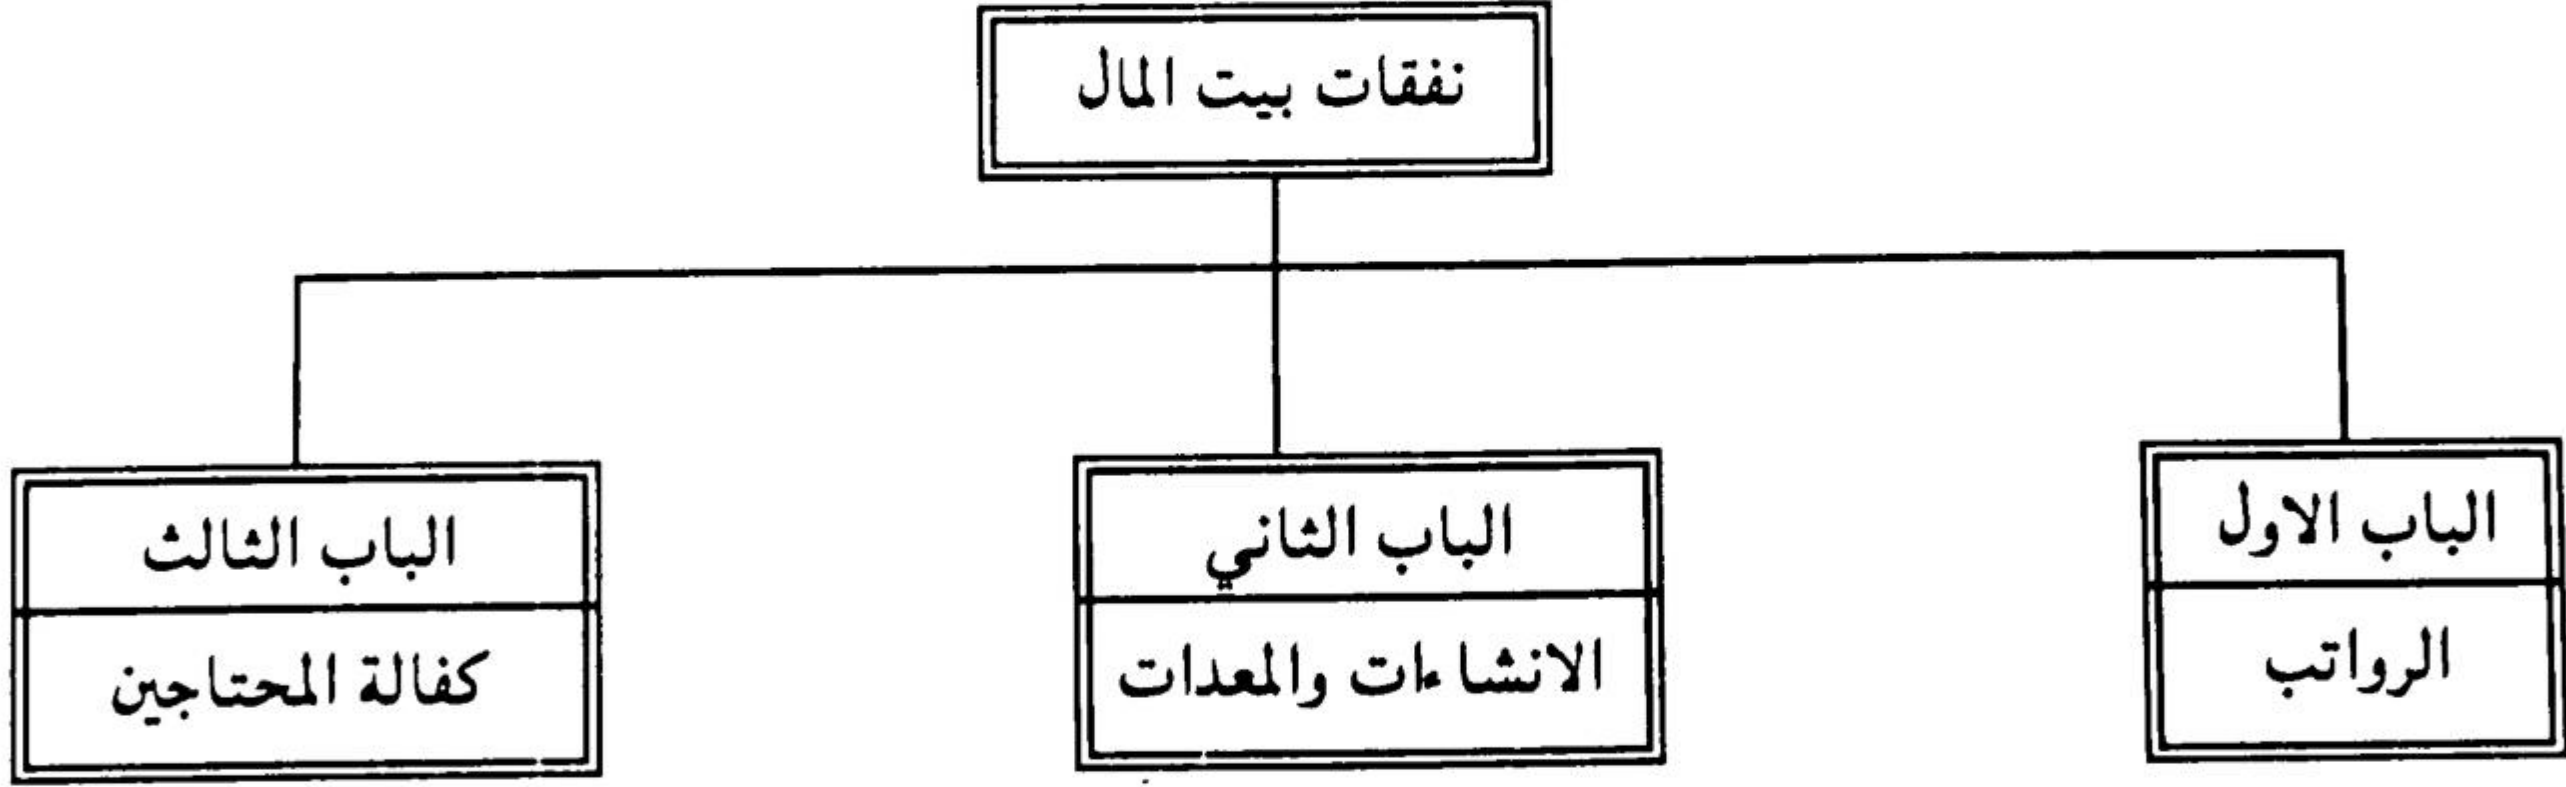 نفقات بيت المال
الباب الاول
الرواتب
الباب الثاني
الانشاءات والمعدات
الباب الثالث
كفالة المحتاجين